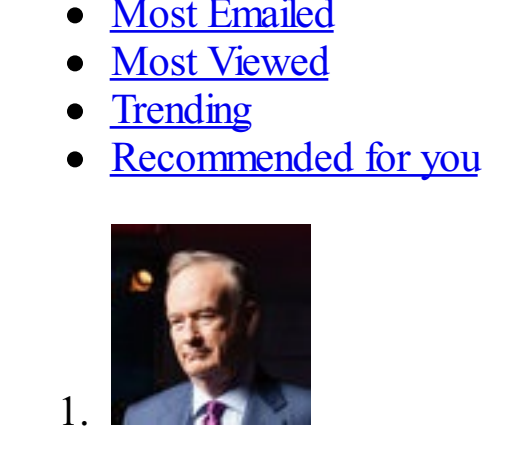 Most Emailed
Most Viewed
Trending
Recommended for you
1.